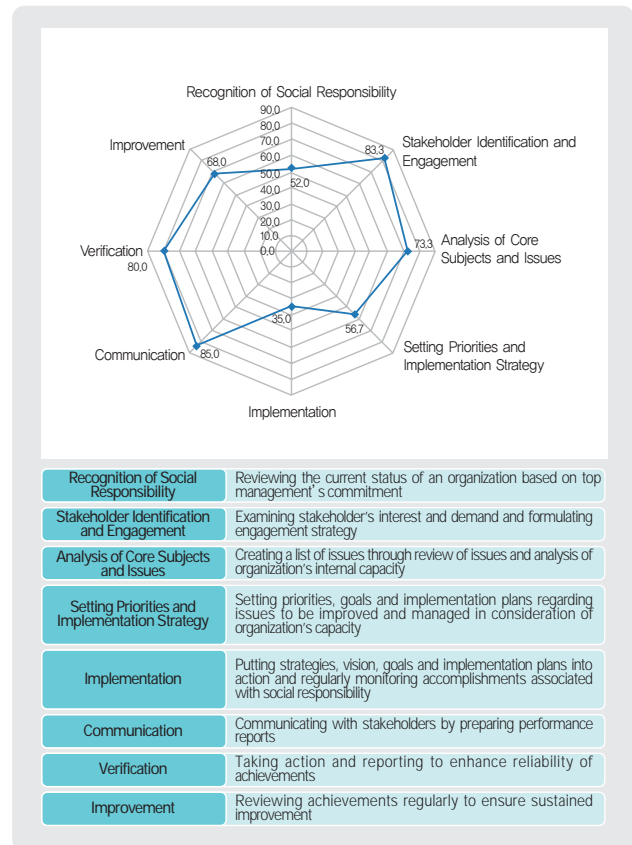 Recognition of Social Responsibility
90.0
80.0
70.0
60.0
50.0
40.0
30.0
20.0
10.0
0.0
52.0
Stakeholder Identification and
Engagement
83.3
Analysis of Core
Subjects and Issues
73.3
Setting Priorities and
Implementation Strategy
56.7
Implementation
35.0
Communication
85.0
Verification
80.0
Improvement
68.0
Recognition of Social
Responsibility
Reviewing the current status of an organization based on top
management's commitment
Stakeholder Identification
and Engagement
Examining stakeholder's interest and demand and formulating
engagement strategy
Analysis of Core Subjects
and Issues
Creating a list of issues through review of issues and analysis of
organization's internal capacity
Setting Priorities and
Implementation Strategy
Setting priorities, goals and implementation plans regarding
issues to be improved and managed in consideration of
organization's capacity
Implementation
Putting strategies, vision, goals and implementation plans into
action and regularly monitoring accomplishments associated
with social responsibility
Communication
Communicating with stakeholders by preparing performance
reports
Verification
Taking action and reporting to enhance reliability of
achievements
Improvement
Reviewing achievements regularly to ensure sustained
improvement